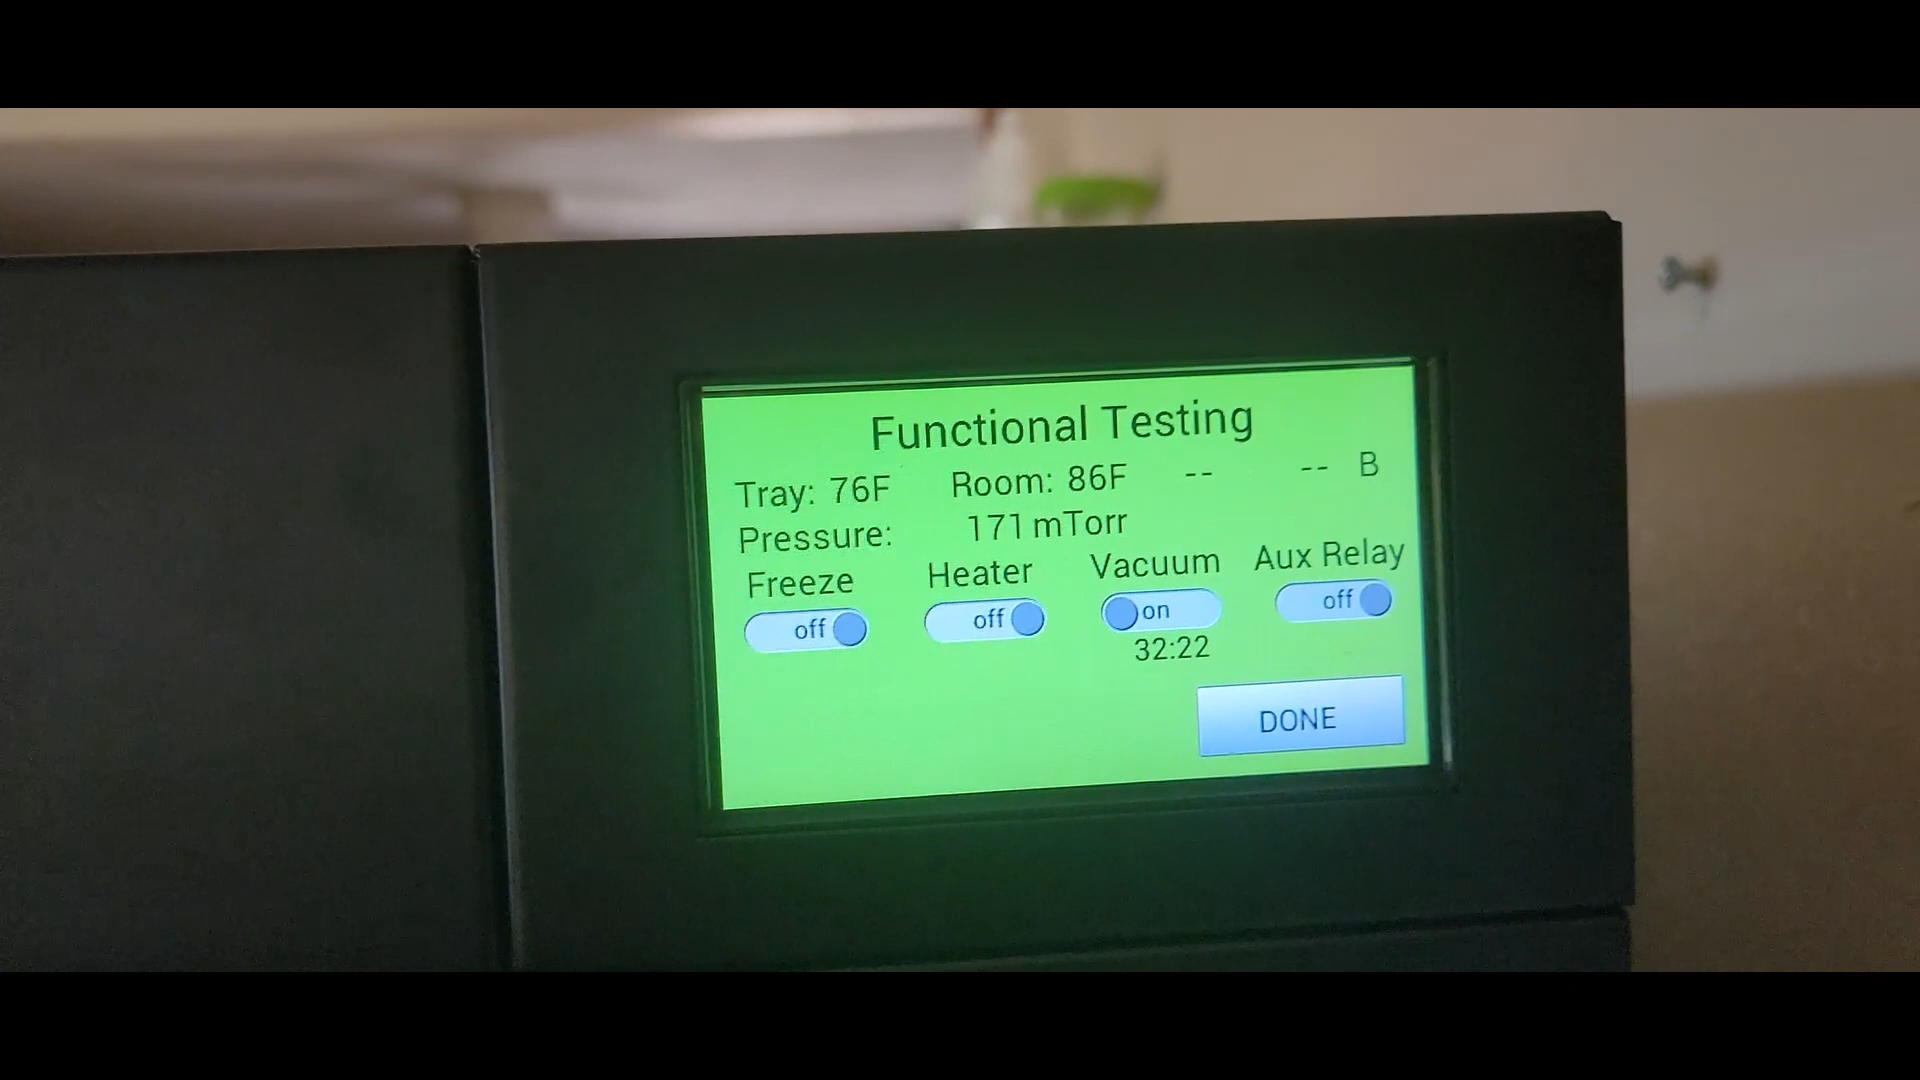 Functional Testing
Tray: 76F Room: 86F -- -- B
Pressure: 171 mTorr
Freeze Heater Vacuum Aux Relay
off off on off
32:22
DONE